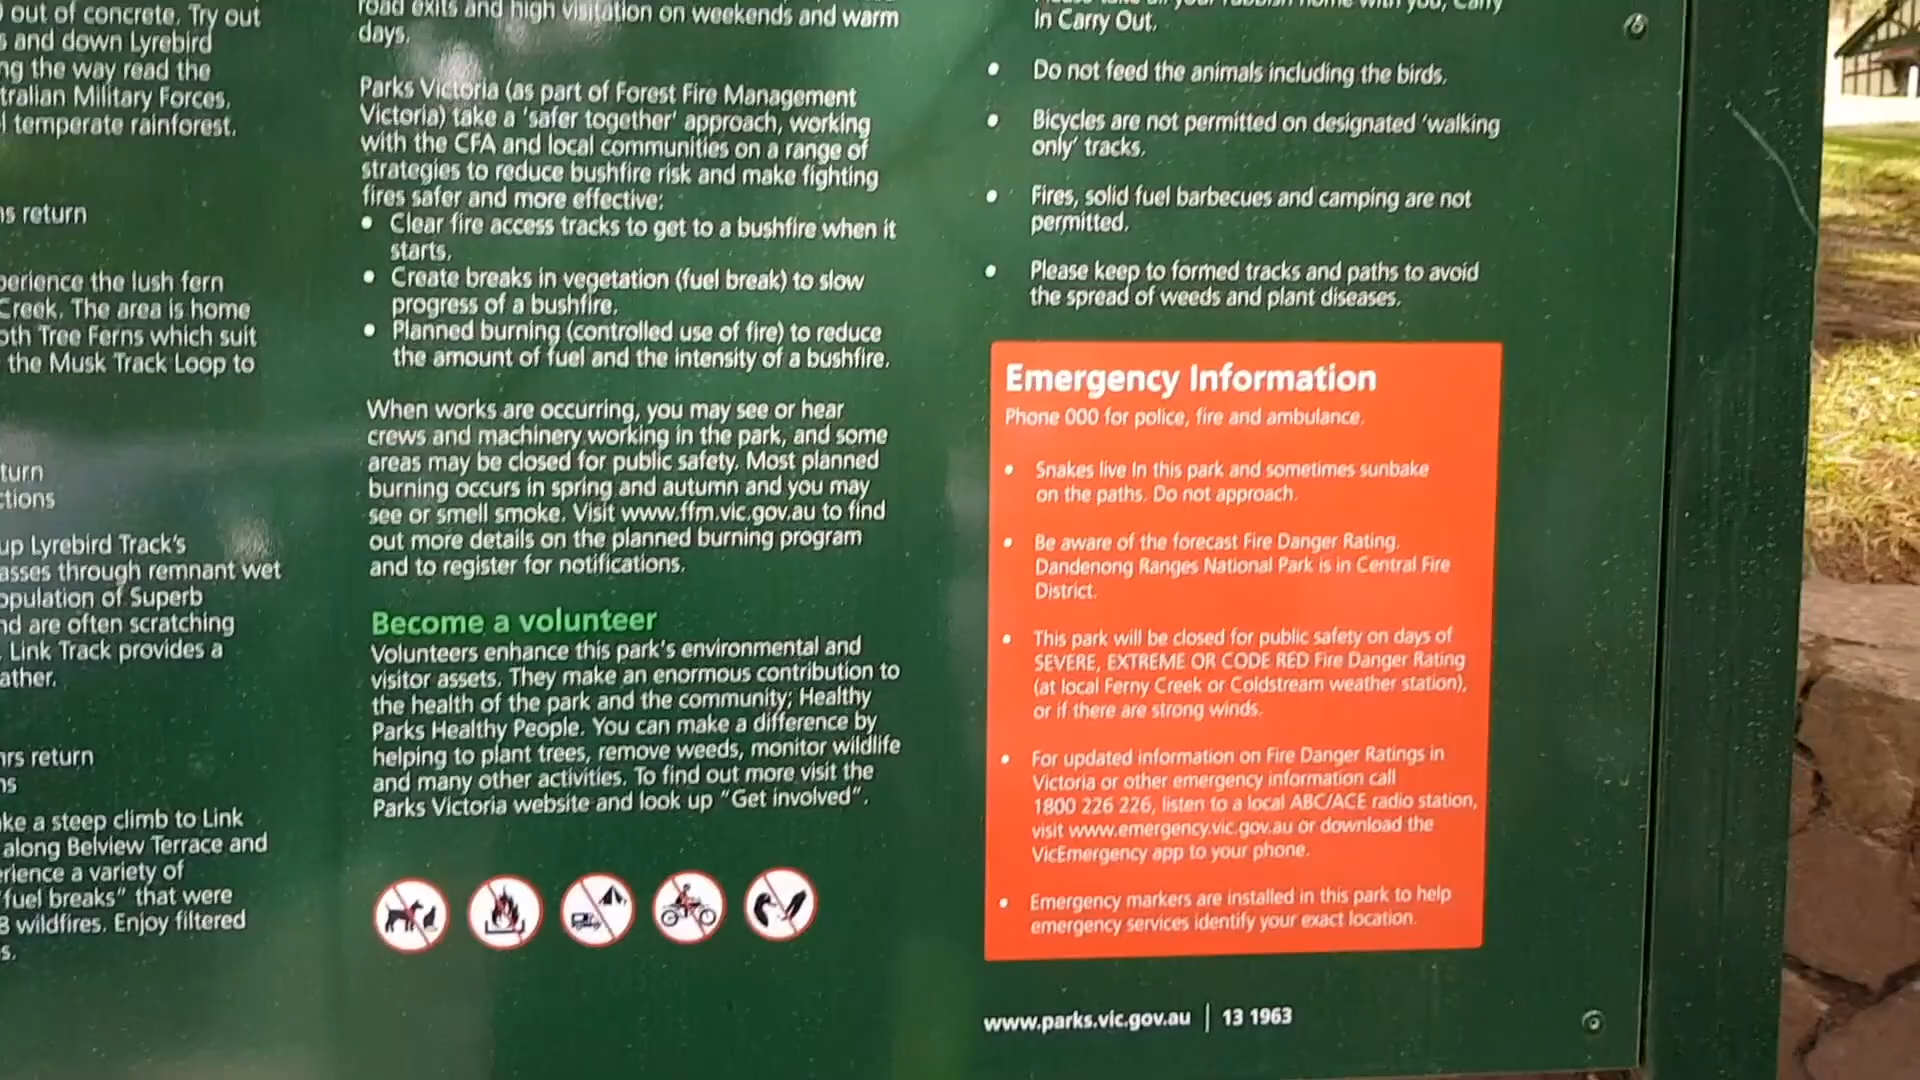 out of concrete. Try out
and down Lyrebird
the way read the
Military Forces,
temperate rainforest.
return
the lush fern
Creek. The area is home
Tree Ferns which suit
the Musk Track Loop to
up Lyrebird Track's
through remnant wet
of Superb
are often scratching
Link Track provides a
return
a steep climb to Link
along Belview Terrace and
a variety of
"fuel breaks" that were
wildfires. Enjoy filtered
road exits and high visitation on weekends and warm
days.
Parks Victoria (as part of Forest Fire Management
Victoria) take a 'safer together' approach, working
with the CFA and local communities on a range of
strategies to reduce bushfire risk and make fighting
fires safer and more effective:
• Clear fire access tracks to get to a bushfire when it
starts.
• Create breaks in vegetation (fuel break) to slow
progress of a bushfire.
• Planned burning (controlled use of fire) to reduce
the amount of fuel and the intensity of a bushfire.
When works are occurring, you may see or hear
crews and machinery working in the park, and some
areas may be closed for public safety. Most planned
burning occurs in spring and autumn and you may
see or smell smoke. Visit www.ffm.vic.gov.au to find
out more details on the planned burning program
and to register for notifications.
Become a volunteer
Volunteers enhance this park's environmental and
visitor assets. They make an enormous contribution to
the health of the park and the community; Healthy
Parks Healthy People. You can make a difference by
helping to plant trees, remove weeds, monitor wildlife
and many other activities. To find out more visit the
Parks Victoria website and look up "Get involved".
Please take all your rubbish home with you, Carry
In Carry Out.
• Do not feed the animals including the birds.
• Bicycles are not permitted on designated 'walking
only' tracks.
• Fires, solid fuel barbecues and camping are not
permitted.
• Please keep to formed tracks and paths to avoid
the spread of weeds and plant diseases.
Emergency Information
Phone 000 for police, fire and ambulance.
• Snakes live in this park and sometimes sunbake
on the paths. Do not approach.
• Be aware of the forecast Fire Danger Rating.
Dandenong Ranges National Park is in Central Fire
District.
• This park will be closed for public safety on days of
SEVERE, EXTREME OR CODE RED Fire Danger Rating
(at local Ferny Creek or Coldstream weather station),
or if there are strong winds.
• For updated information on Fire Danger Ratings in
Victoria or other emergency information call
1800 226 226, listen to a local ABC/ACE radio station,
visit www.emergency.vic.gov.au or download the
VicEmergency app to your phone.
• Emergency markers are installed in this park to help
emergency services identify your exact location.
www.parks.vic.gov.au | 13 1963